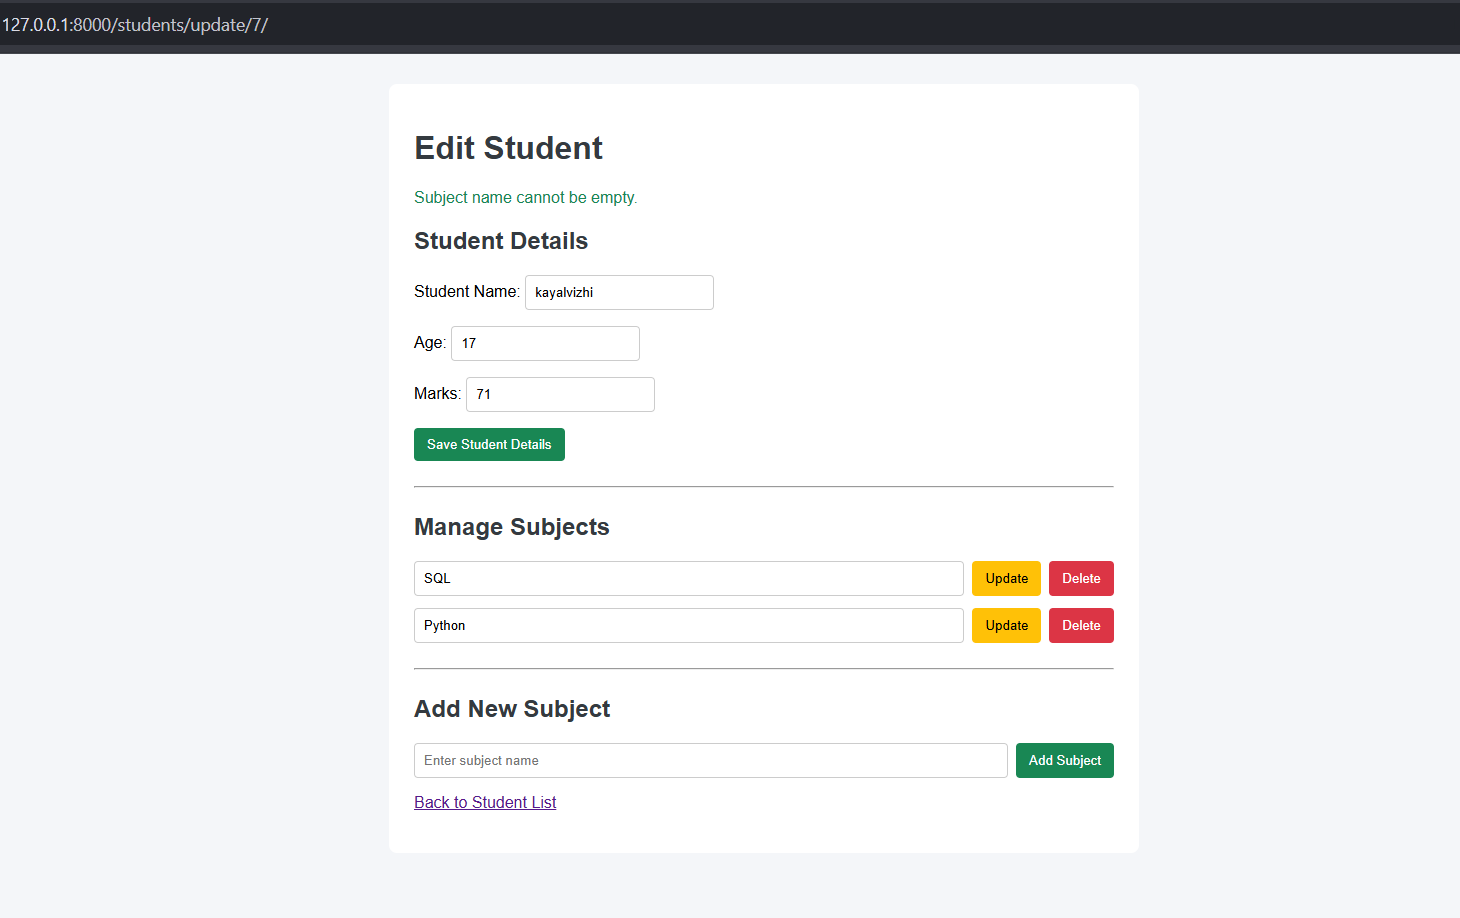 127.0.0.1:8000/students/update/7/
Edit Student
Subject name cannot be empty.
Student Details
Student Name: kayalvizhi
Age: 17
Marks: 71
Save Student Details
Manage Subjects
SQL Update Delete
Python Update Delete
Add New Subject
Enter subject name Add Subject
Back to Student List